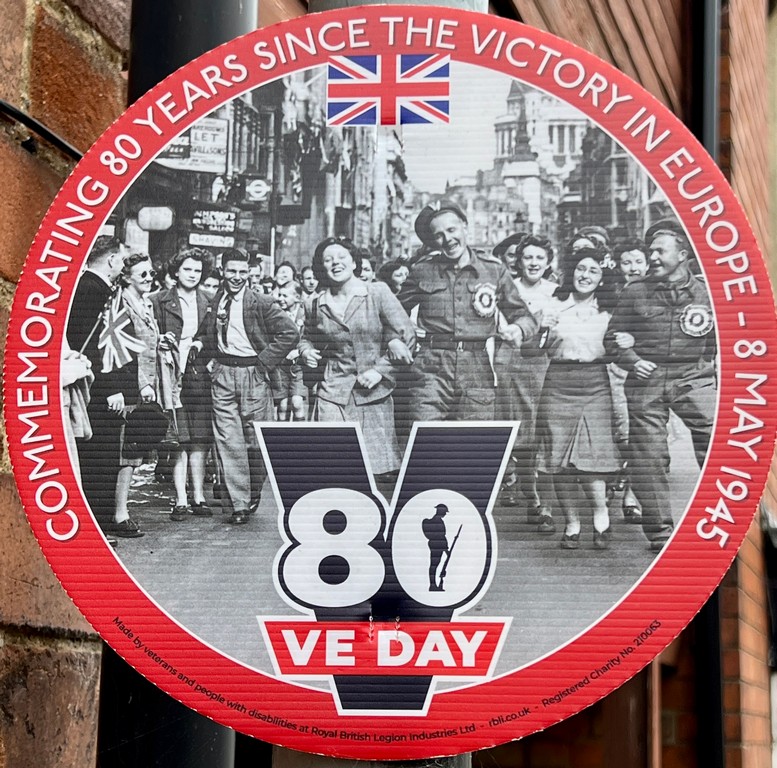 COMMEMORATING 80 YEARS SINCE THE VICTORY IN EUROPE - 8 MAY 1945
LET
80
VE DAY
Made by veterans and people with disabilities at Royal British Legion Industries Ltd - rbli.co.uk - Registered Charity No. 210063